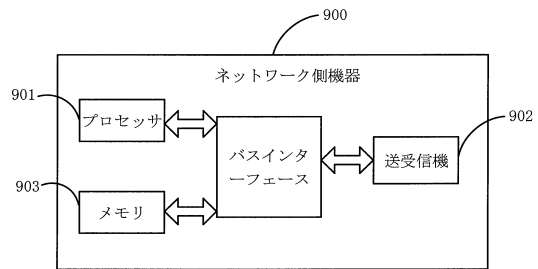 900
ネットワーク側機器
901
プロセッサ
902
バスインタ
ーフェース
送受信機
903
メモリ